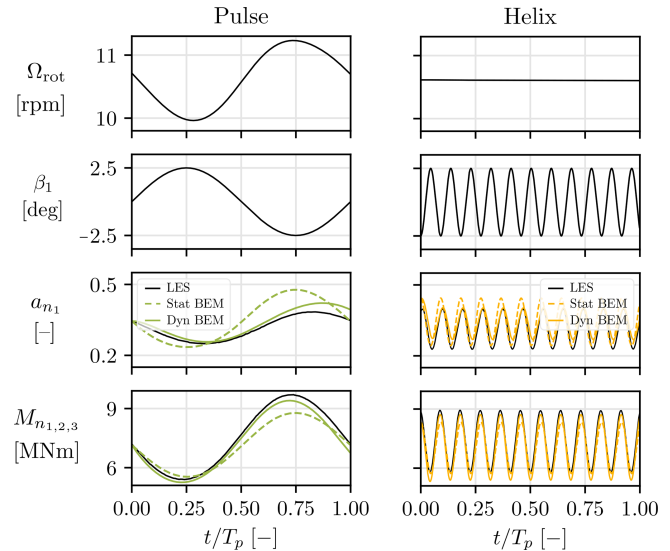 Pulse Helix
Ω_rot
[rpm]
11
10
β_1
[deg]
2.5
−2.5
a_{n_1}
[−]
0.5
0.2
LES
Stat BEM
Dyn BEM
LES
Stat BEM
Dyn BEM
M_{n_{1,2,3}}
[MNm]
9
6
0.00 0.25 0.50 0.75 1.00 0.00 0.25 0.50 0.75 1.00
t/T_p [−] t/T_p [−]